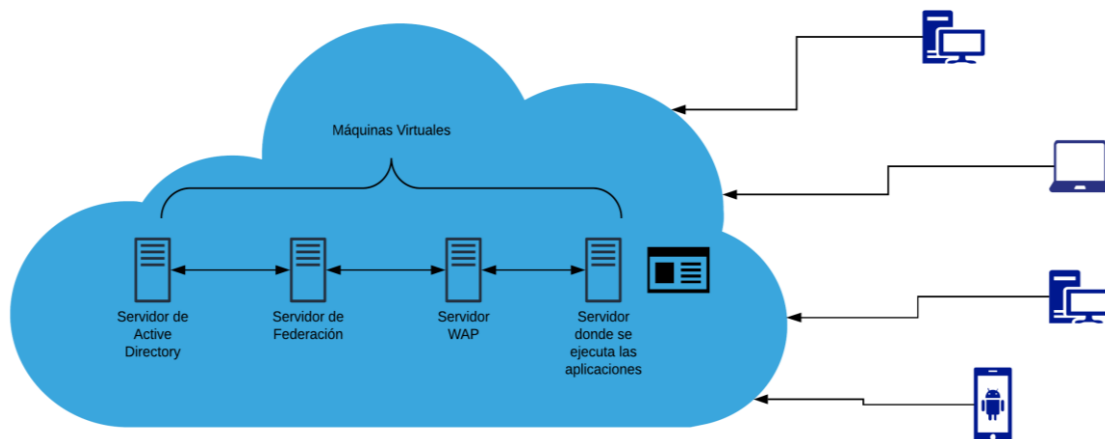 Máquinas Virtuales
Servidor de
Active
Directory
Servidor de
Federación
Servidor
WAP
Servidor
donde se
ejecuta las
aplicaciones